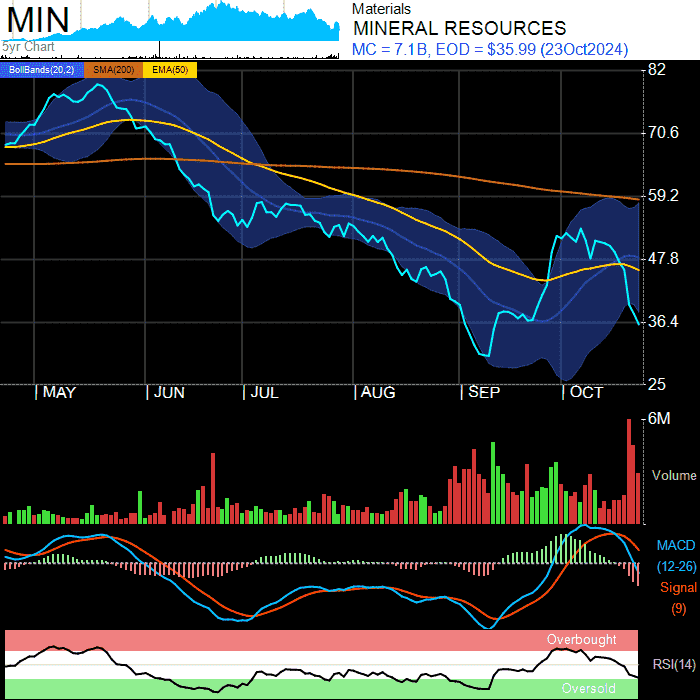 MIN
5yr Chart
Materials
MINERAL RESOURCES
MC = 7.1B, EOD = $35.99 (23Oct2024)
BollBands(20,2) SMA(200) EMA(50)
82
70.6
59.2
47.8
36.4
25
MAY JUN JUL AUG SEP OCT
6M
Volume
MACD
(12-26)
Signal
(9)
Overbought
RSI(14)
Oversold